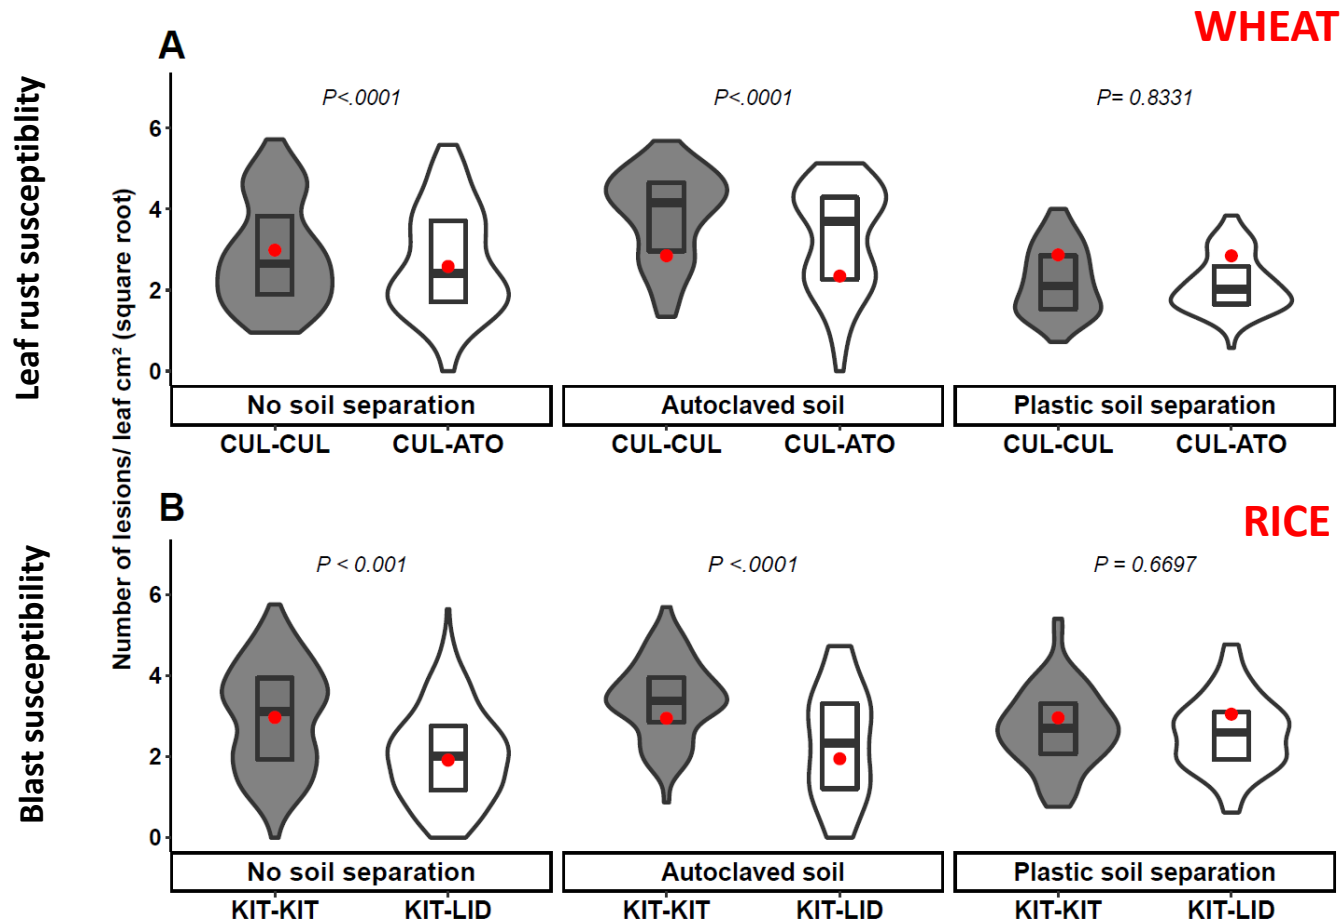 WHEAT
A
Leaf rust susceptiblity
Number of lesions/ leaf cm² (square root)
P<.0001
P<.0001
P= 0.8331
6
4
2
0
No soil separation
Autoclaved soil
Plastic soil separation
CUL-CUL
CUL-ATO
CUL-CUL
CUL-ATO
CUL-CUL
CUL-ATO
B
RICE
Blast susceptibility
P < 0.001
P <.0001
P = 0.6697
6
4
2
0
No soil separation
Autoclaved soil
Plastic soil separation
KIT-KIT
KIT-LID
KIT-KIT
KIT-LID
KIT-KIT
KIT-LID